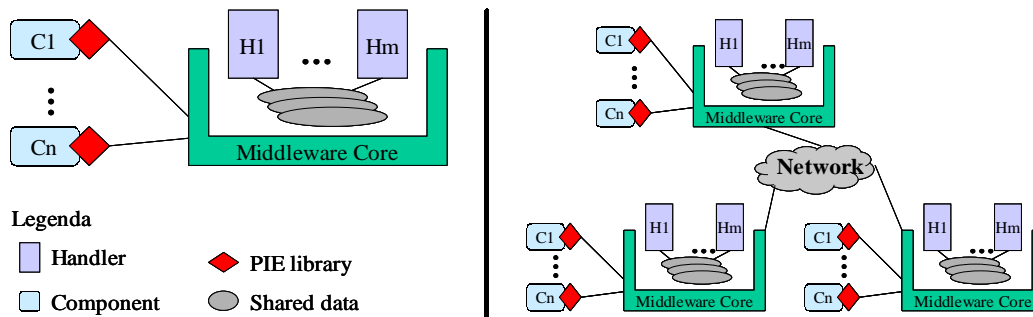 C1
H1
Hm
Cn
Middleware Core
Legenda
Handler
PIE library
Component
Shared data
C1
H1
Hm
Cn
Middleware Core
Network
C1
H1
Hm
Cn
Middleware Core
C1
H1
Hm
Cn
Middleware Core